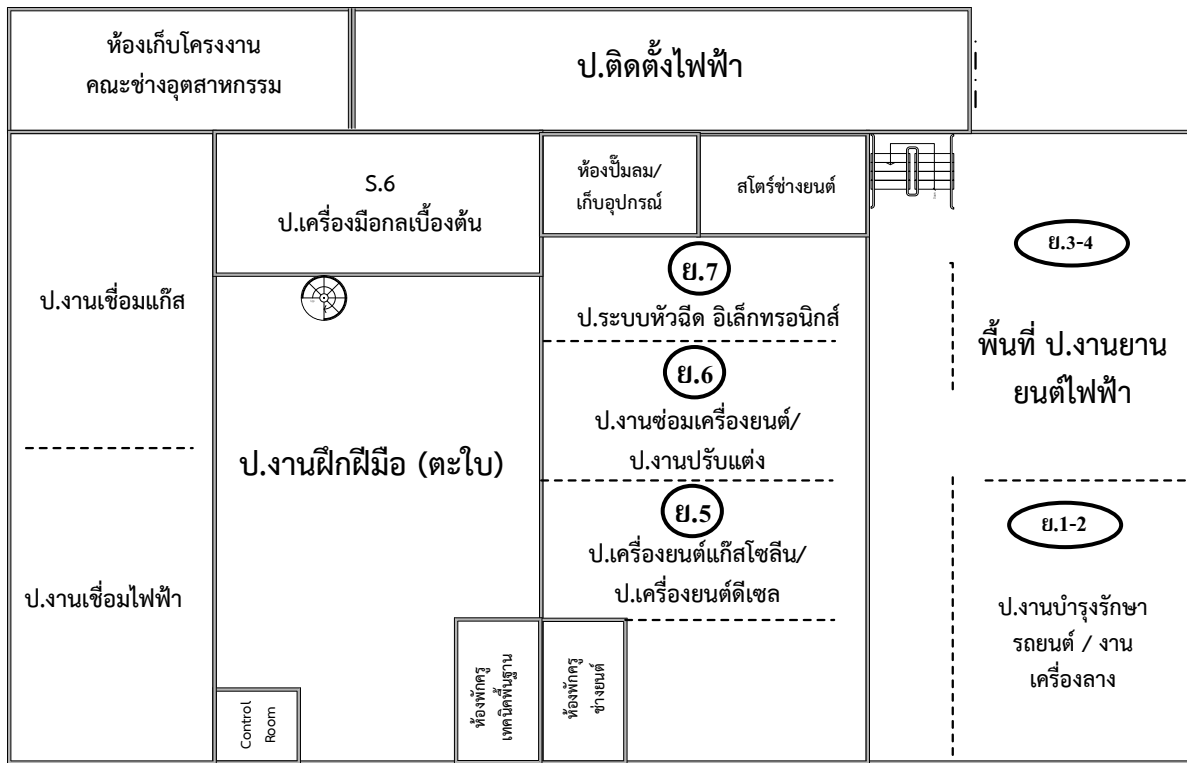 ห้องเก็บโครงงาน
คณะช่างอุตสาหกรรม
ป.ติดตั้งไฟฟ้า
S.6
ป.เครื่องมือกลเบื้องต้น
ห้องปั๊มลม/
เก็บอุปกรณ์
สโตร์ช่างยนต์
ย.3-4
พื้นที่ ป.งานยาน
ยนต์ไฟฟ้า
ย.7
ป.ระบบหัวฉีด อิเล็กทรอนิกส์
ป.งานเชื่อมแก๊ส
ย.6
ป.งานซ่อมเครื่องยนต์/
ป.งานปรับแต่ง
ป.งานฝึกฝีมือ (ตะใบ)
ย.5
ป.เครื่องยนต์แก๊สโซลีน/
ป.เครื่องยนต์ดีเซล
ย.1-2
ป.งานบำรุงรักษา
รถยนต์ / งาน
เครื่องลาง
ป.งานเชื่อมไฟฟ้า
Control
Room
ห้องพักครู
เทคนิคพื้นฐาน
ห้องพักครู
ช่างยนต์